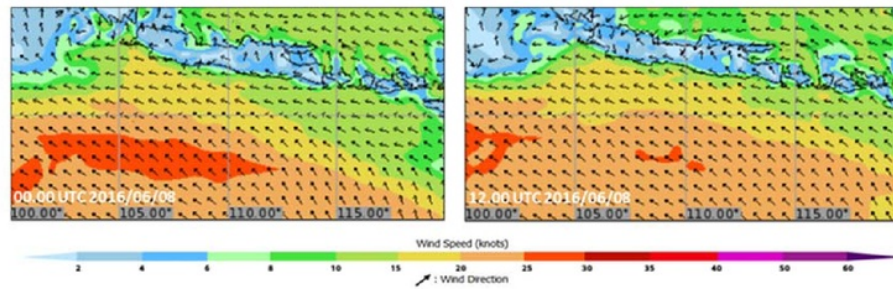 00.00 UTC 2016/06/08
100.00° 105.00° 110.00° 115.00°
12.00 UTC 2016/06/08
100.00° 105.00° 110.00° 115.00°
Wind Speed (knots)
2 4 6 8 10 15 20 25 30 35 40 50 60
: Wind Direction